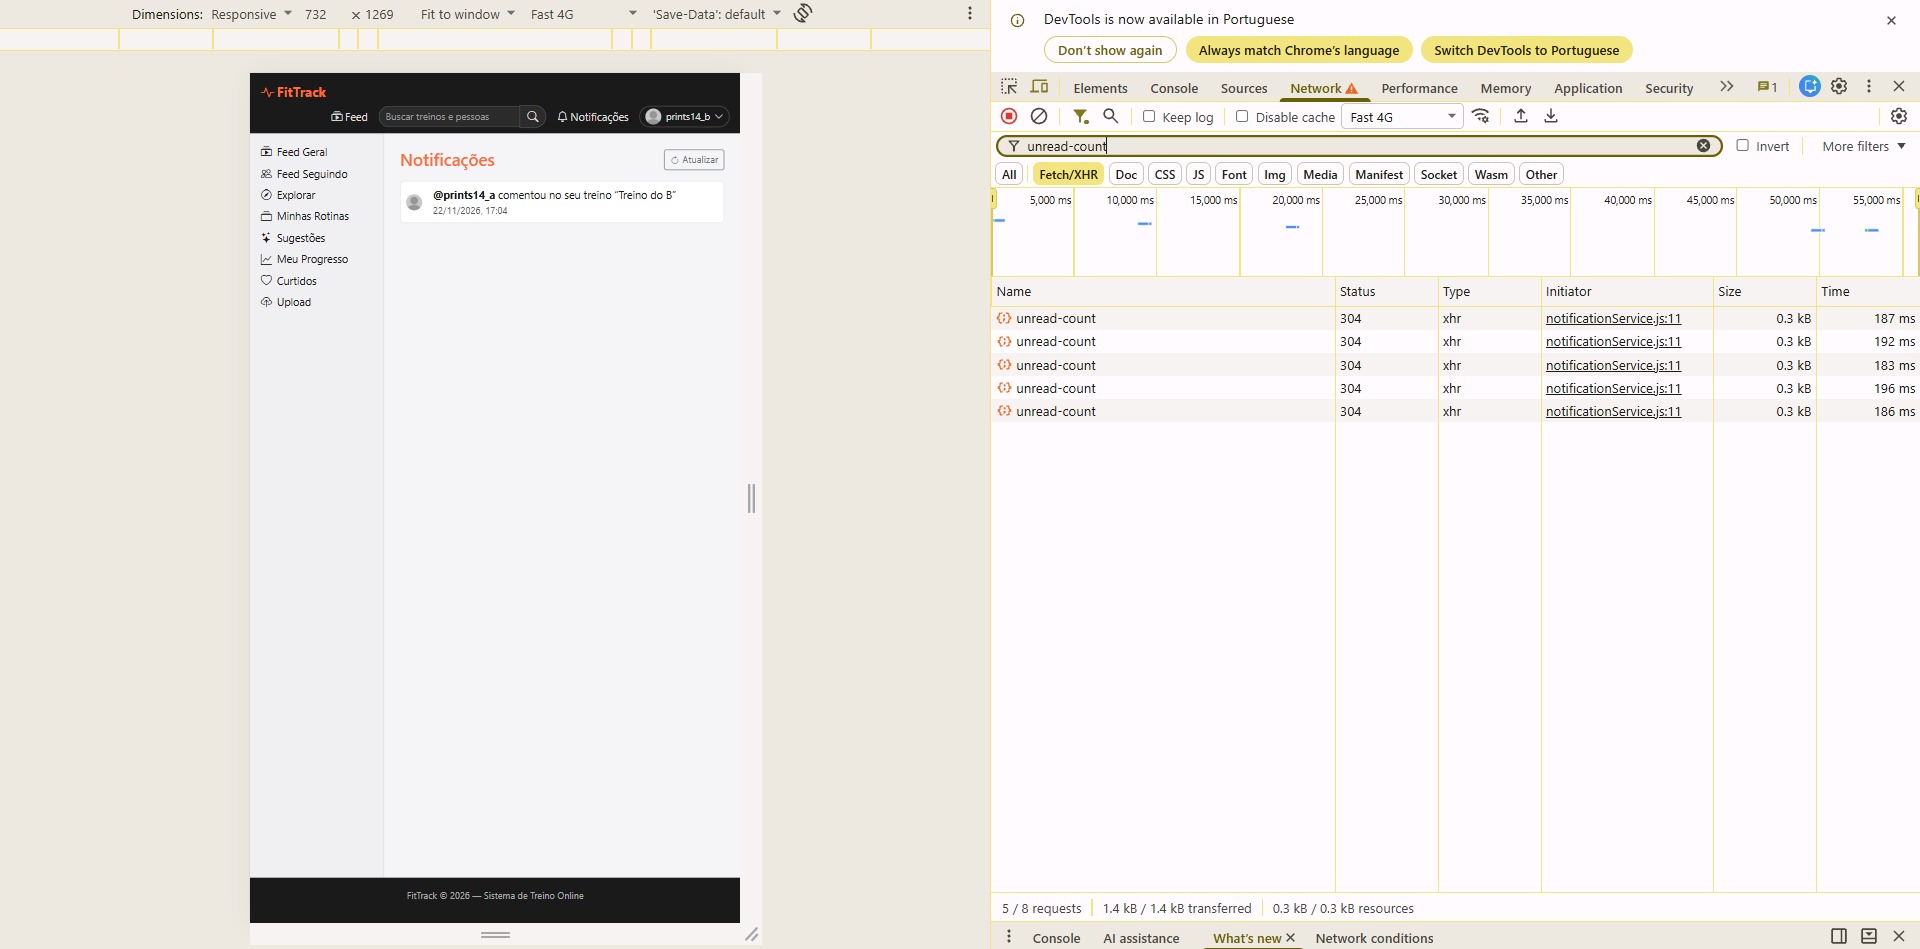 Dimensions: Responsive 732 × 1269 Fit to window Fast 4G 'Save-Data': default
FitTrack
Feed Buscar treinos e pessoas Notificações prints14_b
Feed Geral
Feed Seguindo
Explorar
Minhas Rotinas
Sugestões
Meu Progresso
Curtidos
Upload
Notificações Atualizar
@prints14_a comentou no seu treino "Treino do B"
22/11/2026, 17:04
FitTrack © 2026 — Sistema de Treino Online
DevTools is now available in Portuguese
Don't show again Always match Chrome's language Switch DevTools to Portuguese
Elements Console Sources Network Performance Memory Application Security 1
Keep log Disable cache Fast 4G
unread-count Invert More filters
All Fetch/XHR Doc CSS JS Font Img Media Manifest Socket Wasm Other
5,000 ms 10,000 ms 15,000 ms 20,000 ms 25,000 ms 30,000 ms 35,000 ms 40,000 ms 45,000 ms 50,000 ms 55,000 ms
Name Status Type Initiator Size Time
unread-count 304 xhr notificationService.js:11 0.3 kB 187 ms
unread-count 304 xhr notificationService.js:11 0.3 kB 192 ms
unread-count 304 xhr notificationService.js:11 0.3 kB 183 ms
unread-count 304 xhr notificationService.js:11 0.3 kB 196 ms
unread-count 304 xhr notificationService.js:11 0.3 kB 186 ms
5 / 8 requests 1.4 kB / 1.4 kB transferred 0.3 kB / 0.3 kB resources
Console AI assistance What's new Network conditions